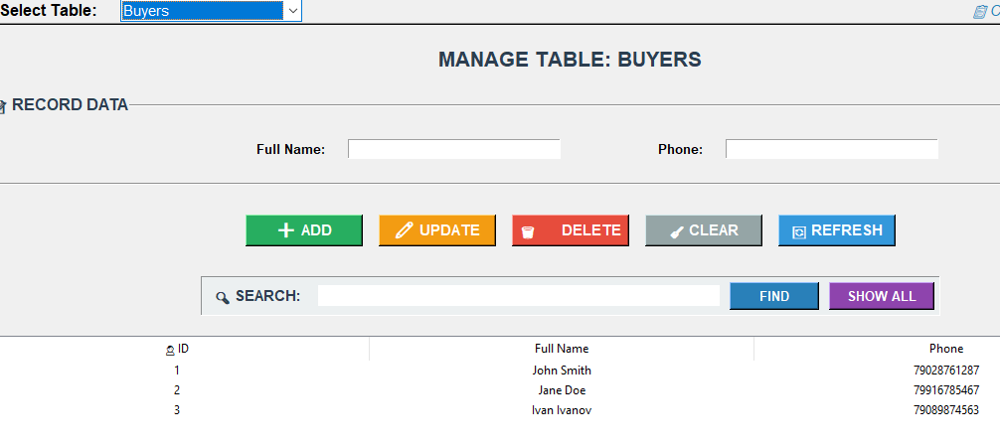 Select Table: Buyers
MANAGE TABLE: BUYERS
RECORD DATA
Full Name: Phone:
ADD UPDATE DELETE CLEAR REFRESH
SEARCH: FIND SHOW ALL
ID Full Name Phone
1 John Smith 79028761287
2 Jane Doe 79916785467
3 Ivan Ivanov 79089874563